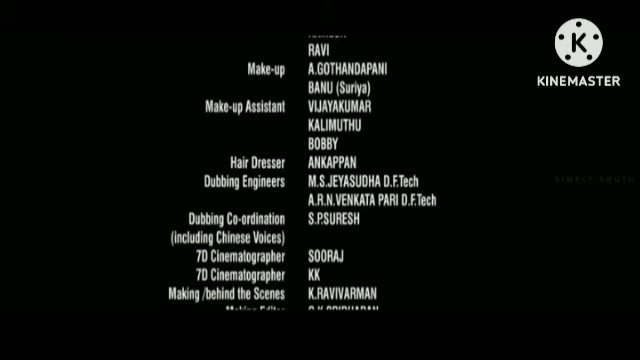 RAVI
Make-up A.GOTHANDAPANI
BANU (Suriya)
Make-up Assistant VIJAYAKUMAR
KALIMUTHU
BOBBY
Hair Dresser ANKAPPAN
Dubbing Engineers M.S.JEYASUDHA D.F.Tech
A.R.N.VENKATA PARI D.F.Tech
Dubbing Co-ordination S.P.SURESH
(including Chinese Voices)
7D Cinematographer SOORAJ
7D Cinematographer KK
Making /behind the Scenes K.RAVIVARMAN
K
KINEMASTER
SIMPLY SOUTH